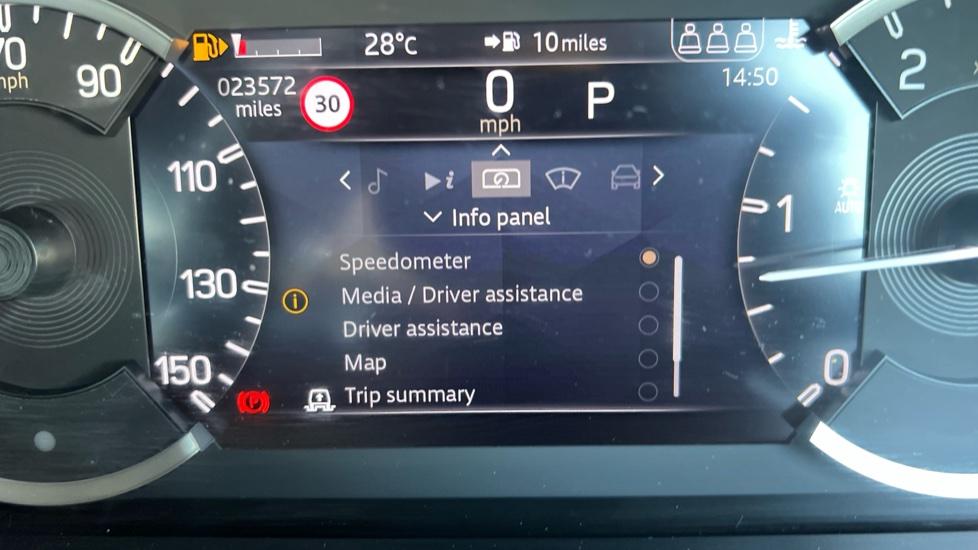 28°C
10 miles
70
mph
90
2
023572
miles
30
0
mph
P
14:50
110
130
150
1
0
AUTO
Info panel
Speedometer
Media / Driver assistance
Driver assistance
Map
Trip summary